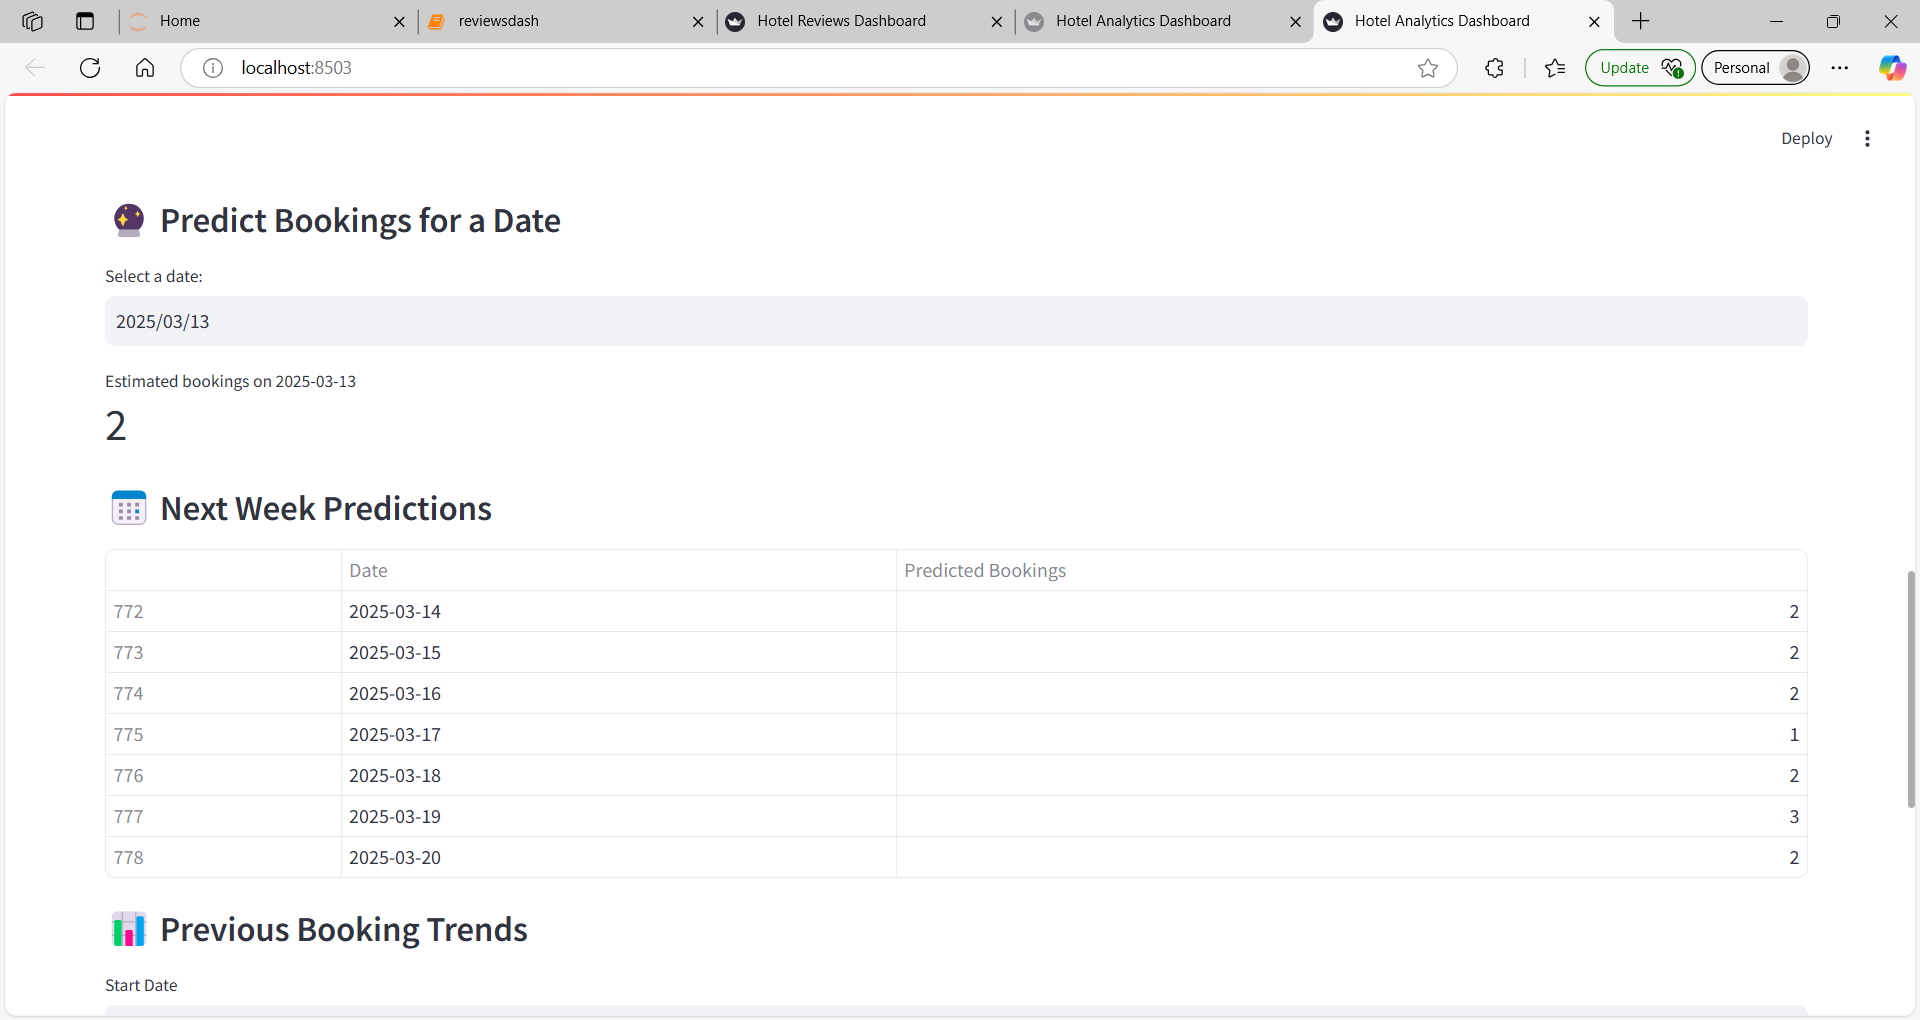 Home
reviewsdash
Hotel Reviews Dashboard
Hotel Analytics Dashboard
Hotel Analytics Dashboard
localhost:8503
Update
Personal
Deploy
Predict Bookings for a Date
Select a date:
2025/03/13
Estimated bookings on 2025-03-13
2
Next Week Predictions
Date Predicted Bookings
772 2025-03-14 2
773 2025-03-15 2
774 2025-03-16 2
775 2025-03-17 1
776 2025-03-18 2
777 2025-03-19 3
778 2025-03-20 2
Previous Booking Trends
Start Date